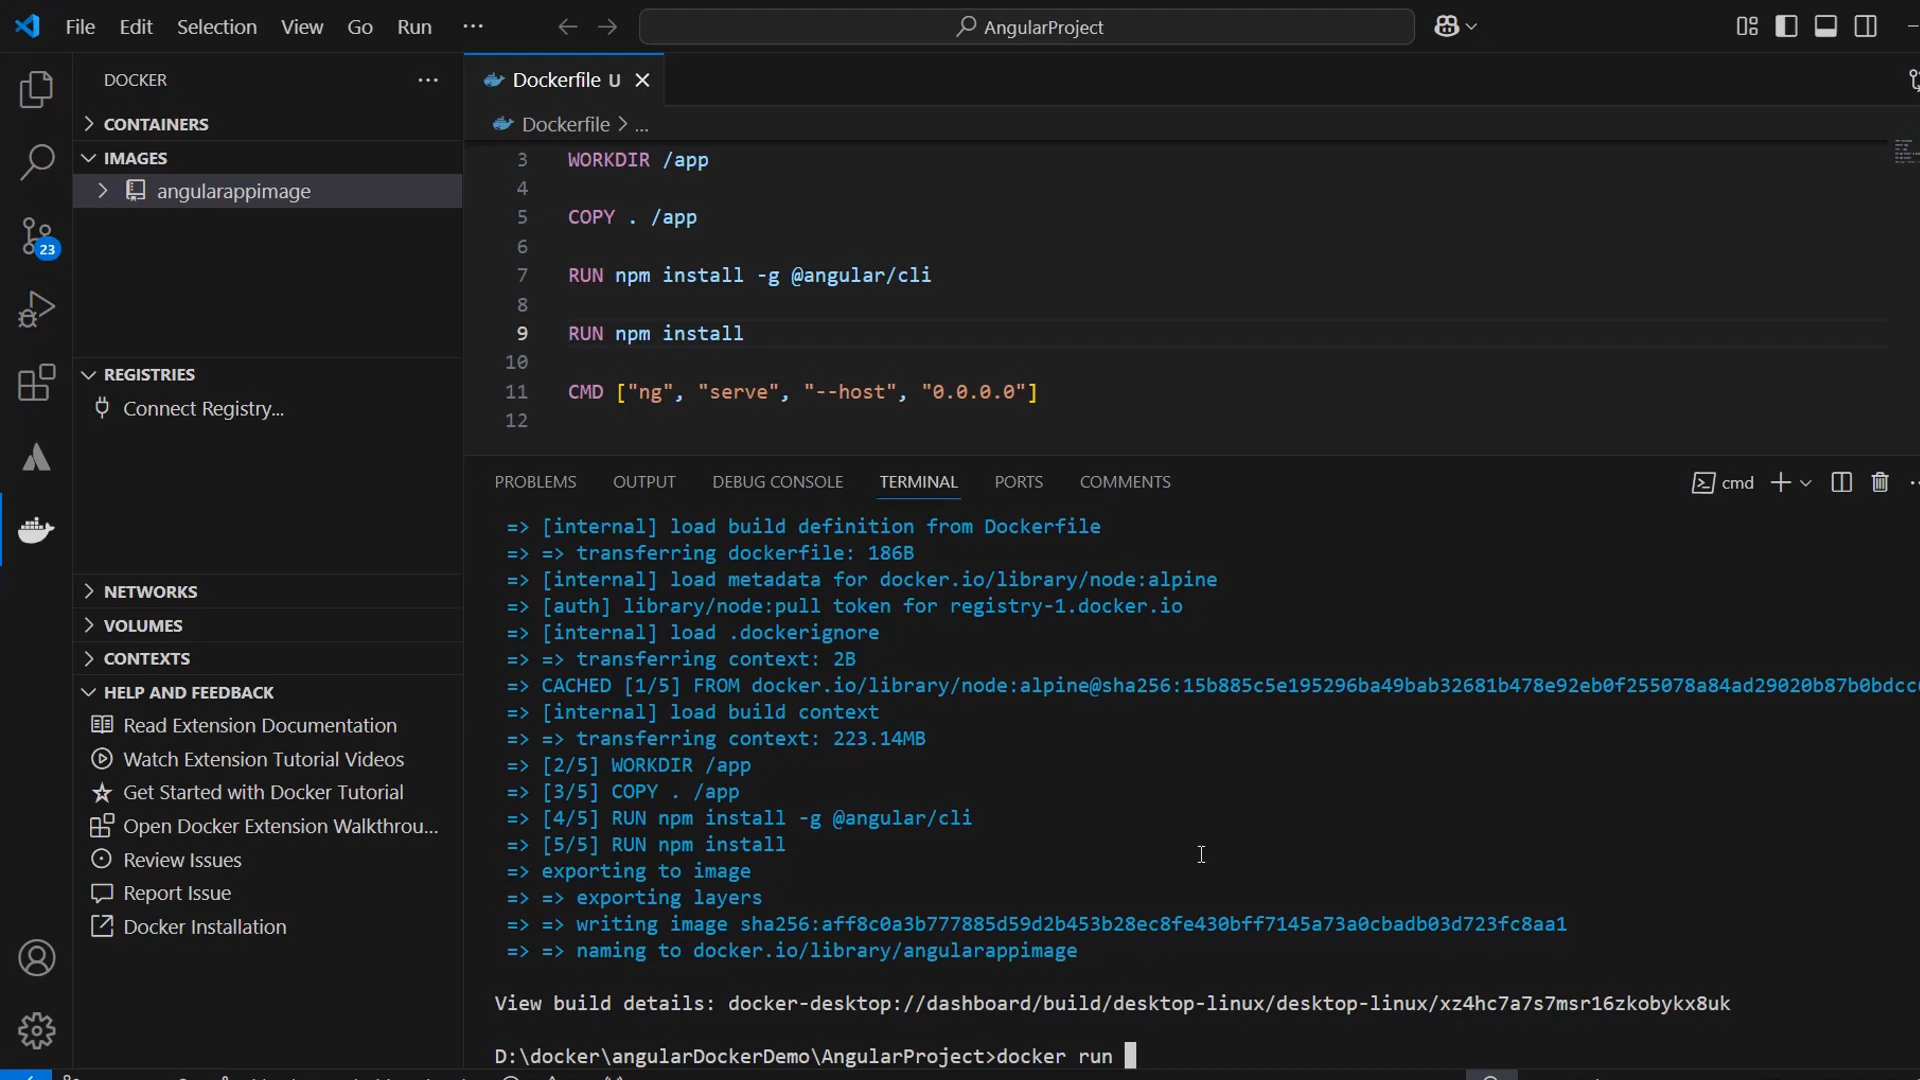 File Edit Selection View Go Run ···
AngularProject
DOCKER ···
CONTAINERS
IMAGES
angularappimage
REGISTRIES
Connect Registry...
NETWORKS
VOLUMES
CONTEXTS
HELP AND FEEDBACK
Read Extension Documentation
Watch Extension Tutorial Videos
Get Started with Docker Tutorial
Open Docker Extension Walkthrou...
Review Issues
Report Issue
Docker Installation
23
Dockerfile U
Dockerfile > ...
3 WORKDIR /app
4
5 COPY . /app
6
7 RUN npm install -g @angular/cli
8
9 RUN npm install
10
11 CMD ["ng", "serve", "--host", "0.0.0.0"]
12
PROBLEMS OUTPUT DEBUG CONSOLE TERMINAL PORTS COMMENTS
cmd
=> [internal] load build definition from Dockerfile
=> => transferring dockerfile: 186B
=> [internal] load metadata for docker.io/library/node:alpine
=> [auth] library/node:pull token for registry-1.docker.io
=> [internal] load .dockerignore
=> => transferring context: 2B
=> CACHED [1/5] FROM docker.io/library/node:alpine@sha256:15b885c5e195296ba49bab32681b478e92eb0f255078a84ad29020b87b0bdcc
=> [internal] load build context
=> => transferring context: 223.14MB
=> [2/5] WORKDIR /app
=> [3/5] COPY . /app
=> [4/5] RUN npm install -g @angular/cli
=> [5/5] RUN npm install
=> exporting to image
=> => exporting layers
=> => writing image sha256:aff8c0a3b777885d59d2b453b28ec8fe430bff7145a73a0cbadb03d723fc8aa1
=> => naming to docker.io/library/angularappimage
View build details: docker-desktop://dashboard/build/desktop-linux/desktop-linux/xz4hc7a7s7msr16zkobykx8uk
D:\docker\angularDockerDemo\AngularProject>docker run